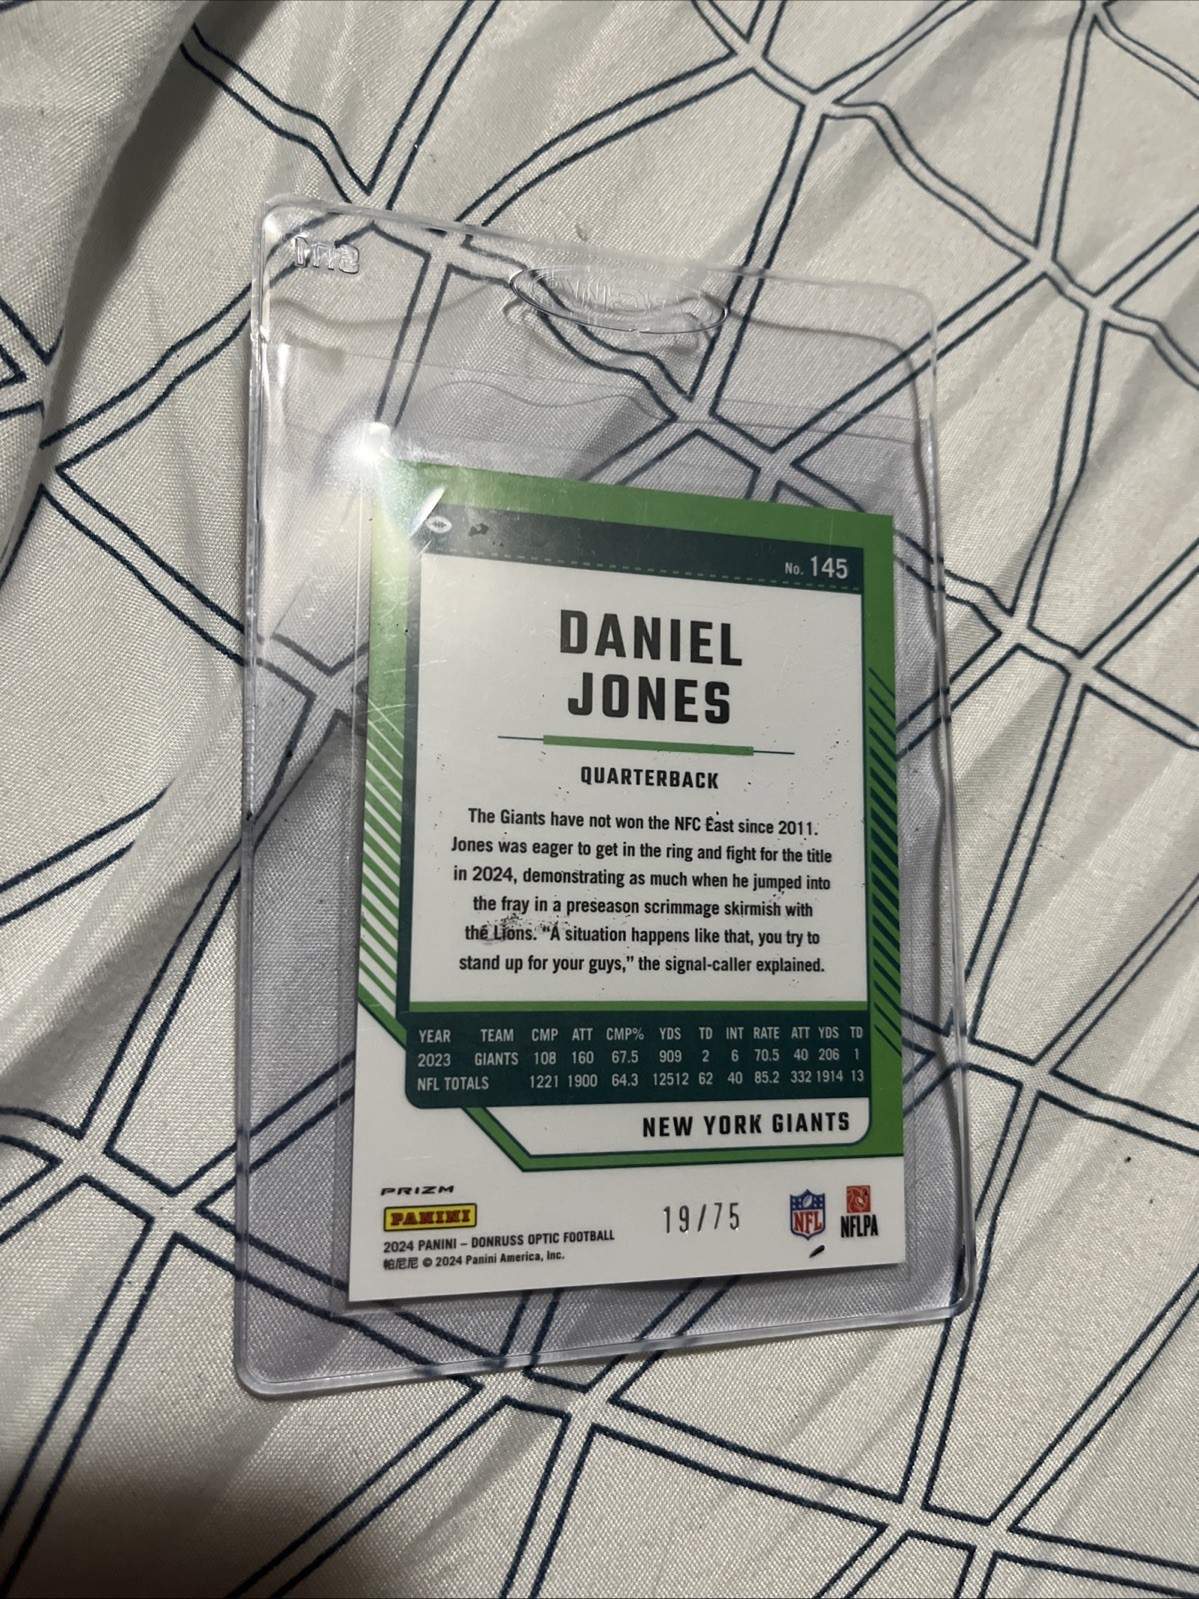 No. 145
DANIEL
JONES
QUARTERBACK
The Giants have not won the NFC East since 2011.
Jones was eager to get in the ring and fight for the title
in 2024, demonstrating as much when he jumped into
the fray in a preseason scrimmage skirmish with
the Lions. "A situation happens like that, you try to
stand up for your guys," the signal-caller explained.
YEAR TEAM CMP ATT CMP% YDS TD INT RATE ATT YDS TD
2023 GIANTS 108 160 67.5 909 2 6 70.5 40 206 1
NFL TOTALS 1221 1900 64.3 12512 62 40 85.2 332 1914 13
NEW YORK GIANTS
PRIZM
PANINI
19/75
NFL
NFLPA
2024 PANINI – DONRUSS OPTIC FOOTBALL
帕尼尼 © 2024 Panini America, Inc.